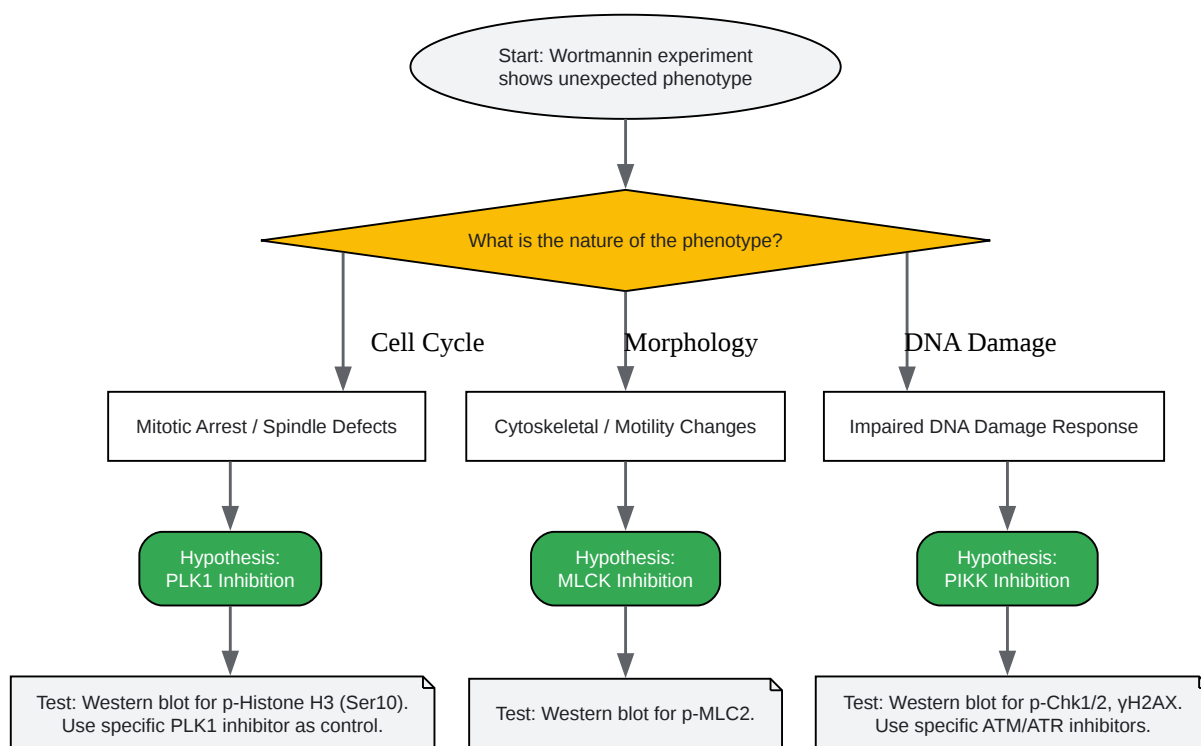 Start: Wortmannin experiment
shows unexpected phenotype
What is the nature of the phenotype?
Cell Cycle
Morphology
DNA Damage
Mitotic Arrest / Spindle Defects
Cytoskeletal / Motility Changes
Impaired DNA Damage Response
Hypothesis:
PLK1 Inhibition
Hypothesis:
MLCK Inhibition
Hypothesis:
PIKK Inhibition
Test: Western blot for p-Histone H3 (Ser10).
Use specific PLK1 inhibitor as control.
Test: Western blot for p-MLC2.
Test: Western blot for p-Chk1/2, γH2AX.
Use specific ATM/ATR inhibitors.